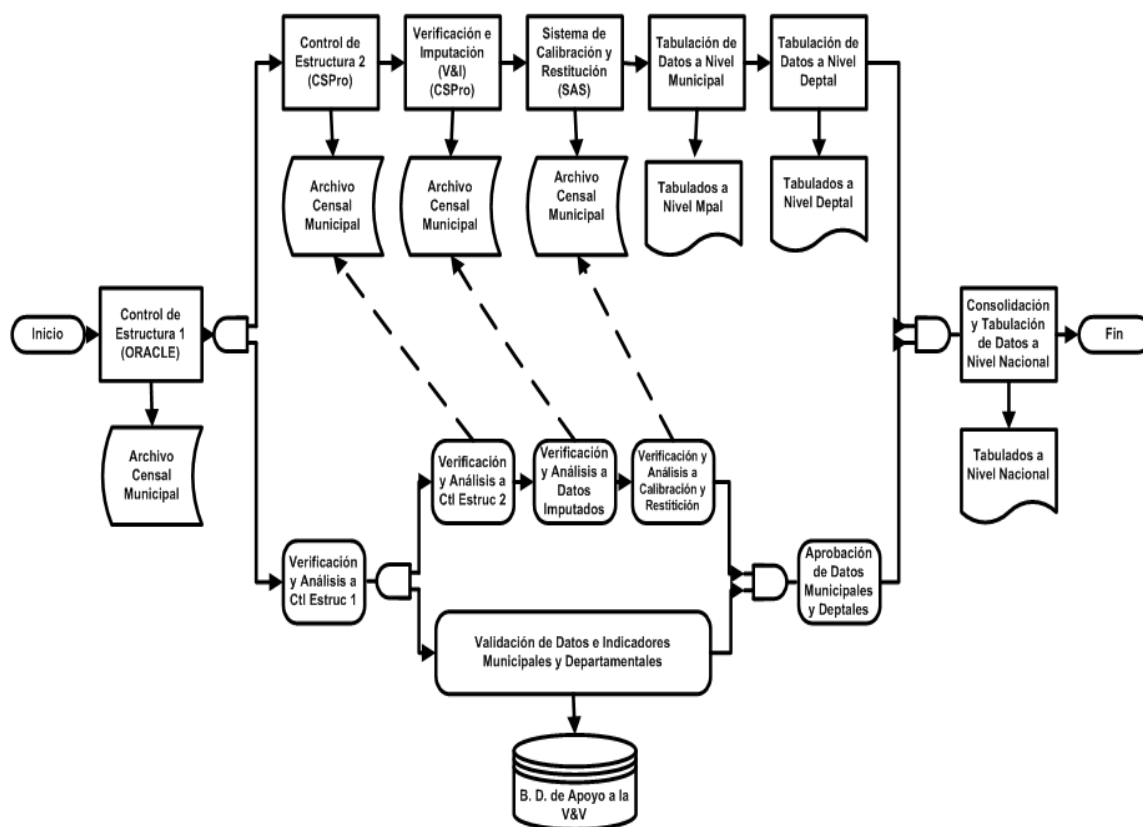 Control de
Estructura 2
(CSPro)
Verificación e
Imputación
(V&I)
(CSPro)
Sistema de
Calibración y
Restitución
(SAS)
Tabulación de
Datos a Nivel
Municipal
Tabulación de
Datos a Nivel
Deptal
Archivo
Censal
Municipal
Archivo
Censal
Municipal
Archivo
Censal
Municipal
Tabulados a
Nivel Mpal
Tabulados a
Nivel Deptal
Inicio
Control de
Estructura 1
(ORACLE)
Consolidación
y Tabulación
de Datos a
Nivel Nacional
Fin
Archivo
Censal
Municipal
Verificación
y Análisis a
Ctl Estruc 2
Verificación
y Análisis a
Datos
Imputados
Verificación y
Análisis a
Calibración y
Restitición
Tabulados a
Nivel Nacional
Verificación
y Análisis a
Ctl Estruc 1
Aprobación
de Datos
Municipales
y Deptales
Validación de Datos e Indicadores
Municipales y Departamentales
B. D. de Apoyo a la
V&V